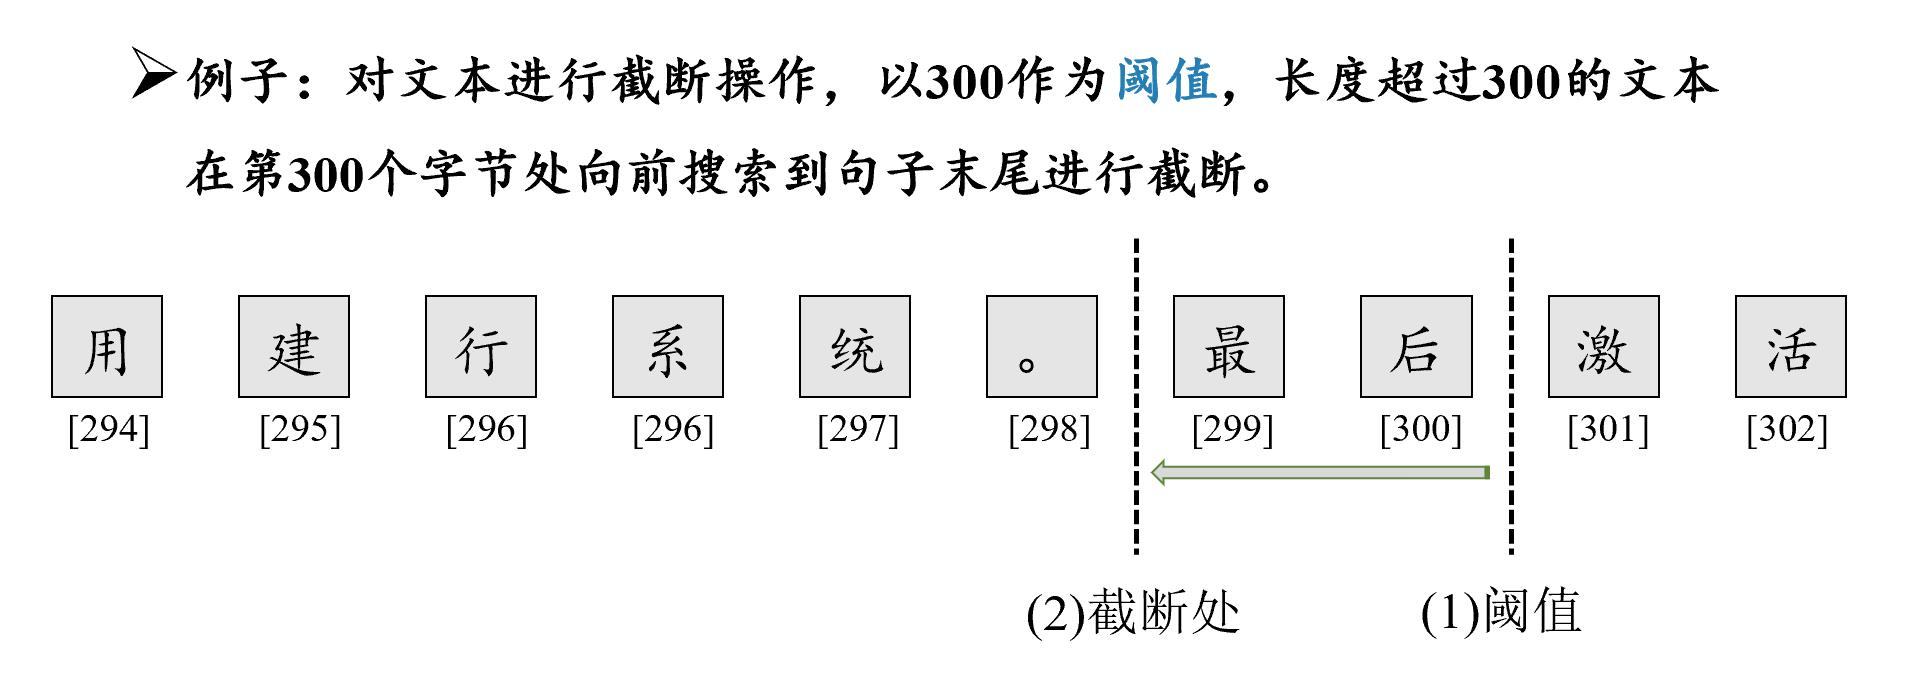 例子：对文本进行截断操作，以300作为阈值，长度超过300的文本
在第300个字节处向前搜索到句子末尾进行截断。
用 建 行 系 统 。 最 后 激 活
[294] [295] [296] [296] [297] [298] [299] [300] [301] [302]
(2)截断处 (1)阈值